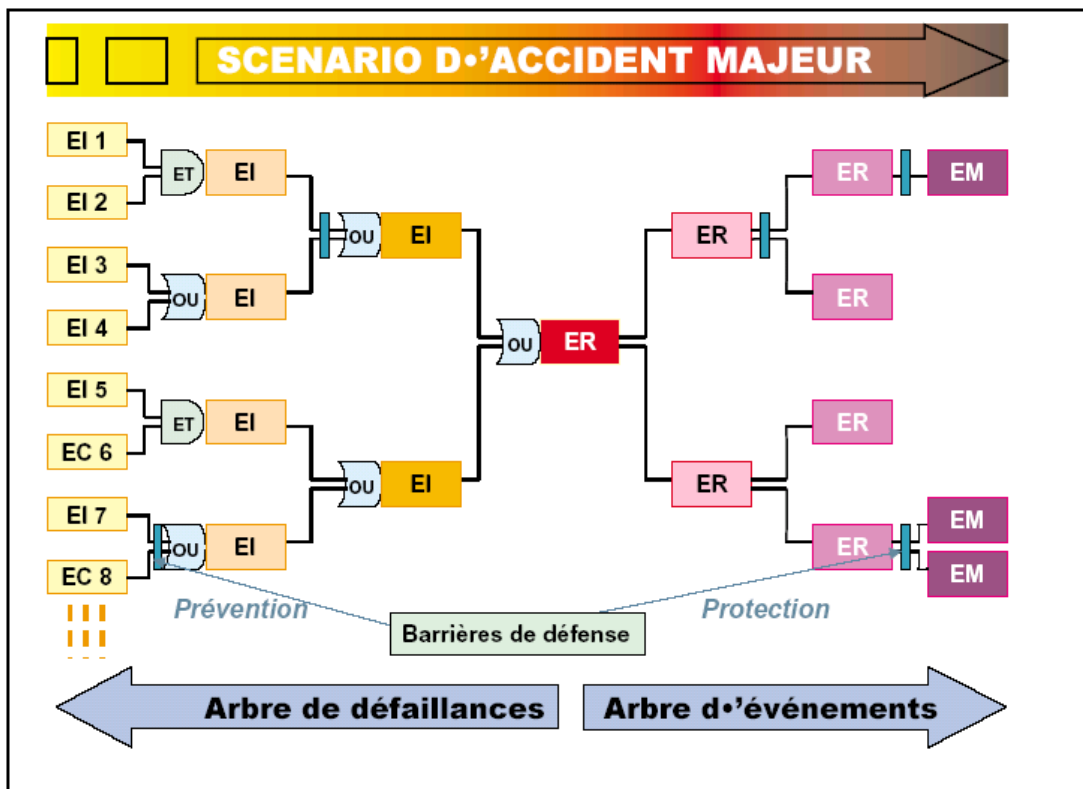 SCENARIO D•’ACCIDENT MAJEUR
EI 1
EI 2
ET
EI
EI 3
EI 4
OU
EI
OU
EI
EI 5
EC 6
ET
EI
EI 7
EC 8
OU
EI
OU
EI
OU
ER
ER
ER
EM
ER
ER
ER
ER
EM
EM
Prévention
Protection
Barrières de défense
Arbre de défaillances
Arbre d•’événements